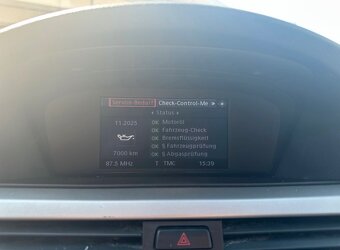 Service-Bedarf Check-Control-Me
Status
11.2025 OK Motoröl
OK Fahrzeug-Check
OK Bremsflüssigkeit
OK § Fahrzeugprüfung
7000 km OK § Abgasprüfung
87.5 MHz T TMC 15:39